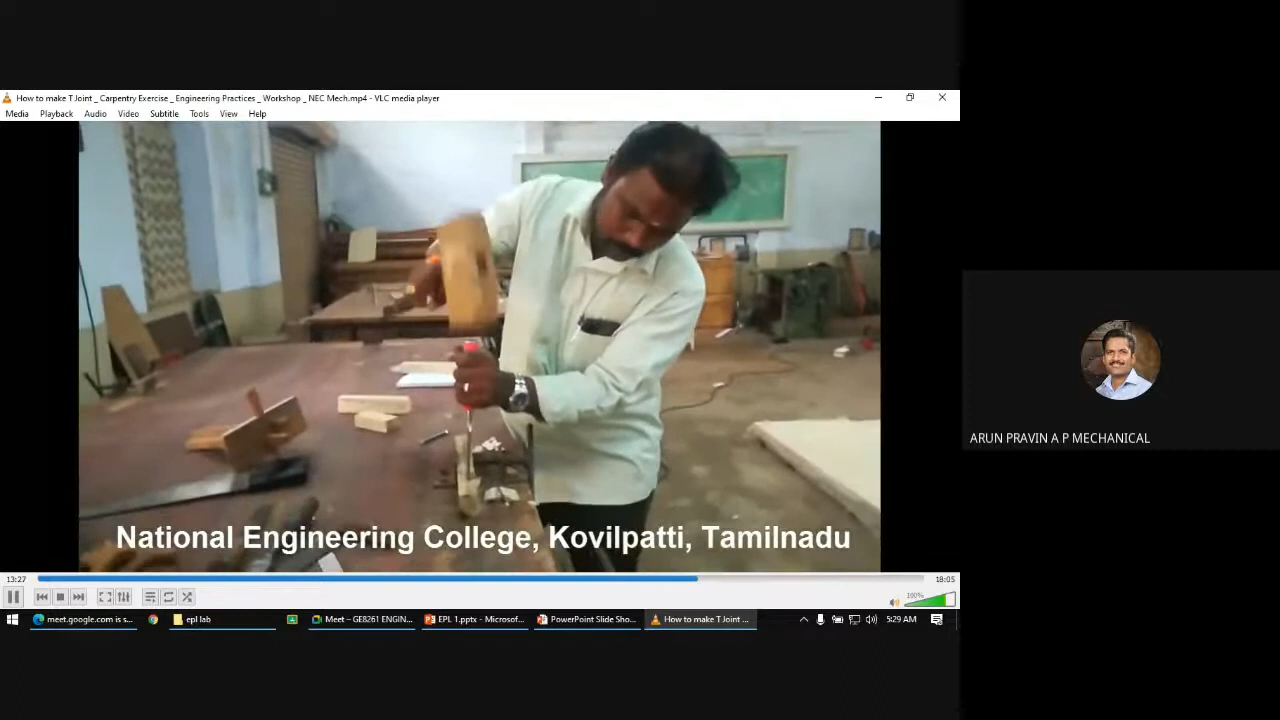 How to make T Joint _ Carpentry Exercise _ Engineering Practices _ Workshop _ NEC Mech.mp4 - VLC media player
Media Playback Audio Video Subtitle Tools View Help
National Engineering College, Kovilpatti, Tamilnadu
ARUN PRAVIN A P MECHANICAL
13:27
18:05
100%
meet.google.com is s...
epl lab
Meet – GE8261 ENGIN...
EPL 1.pptx - Microsof...
PowerPoint Slide Sho...
How to make T Joint ...
5:29 AM